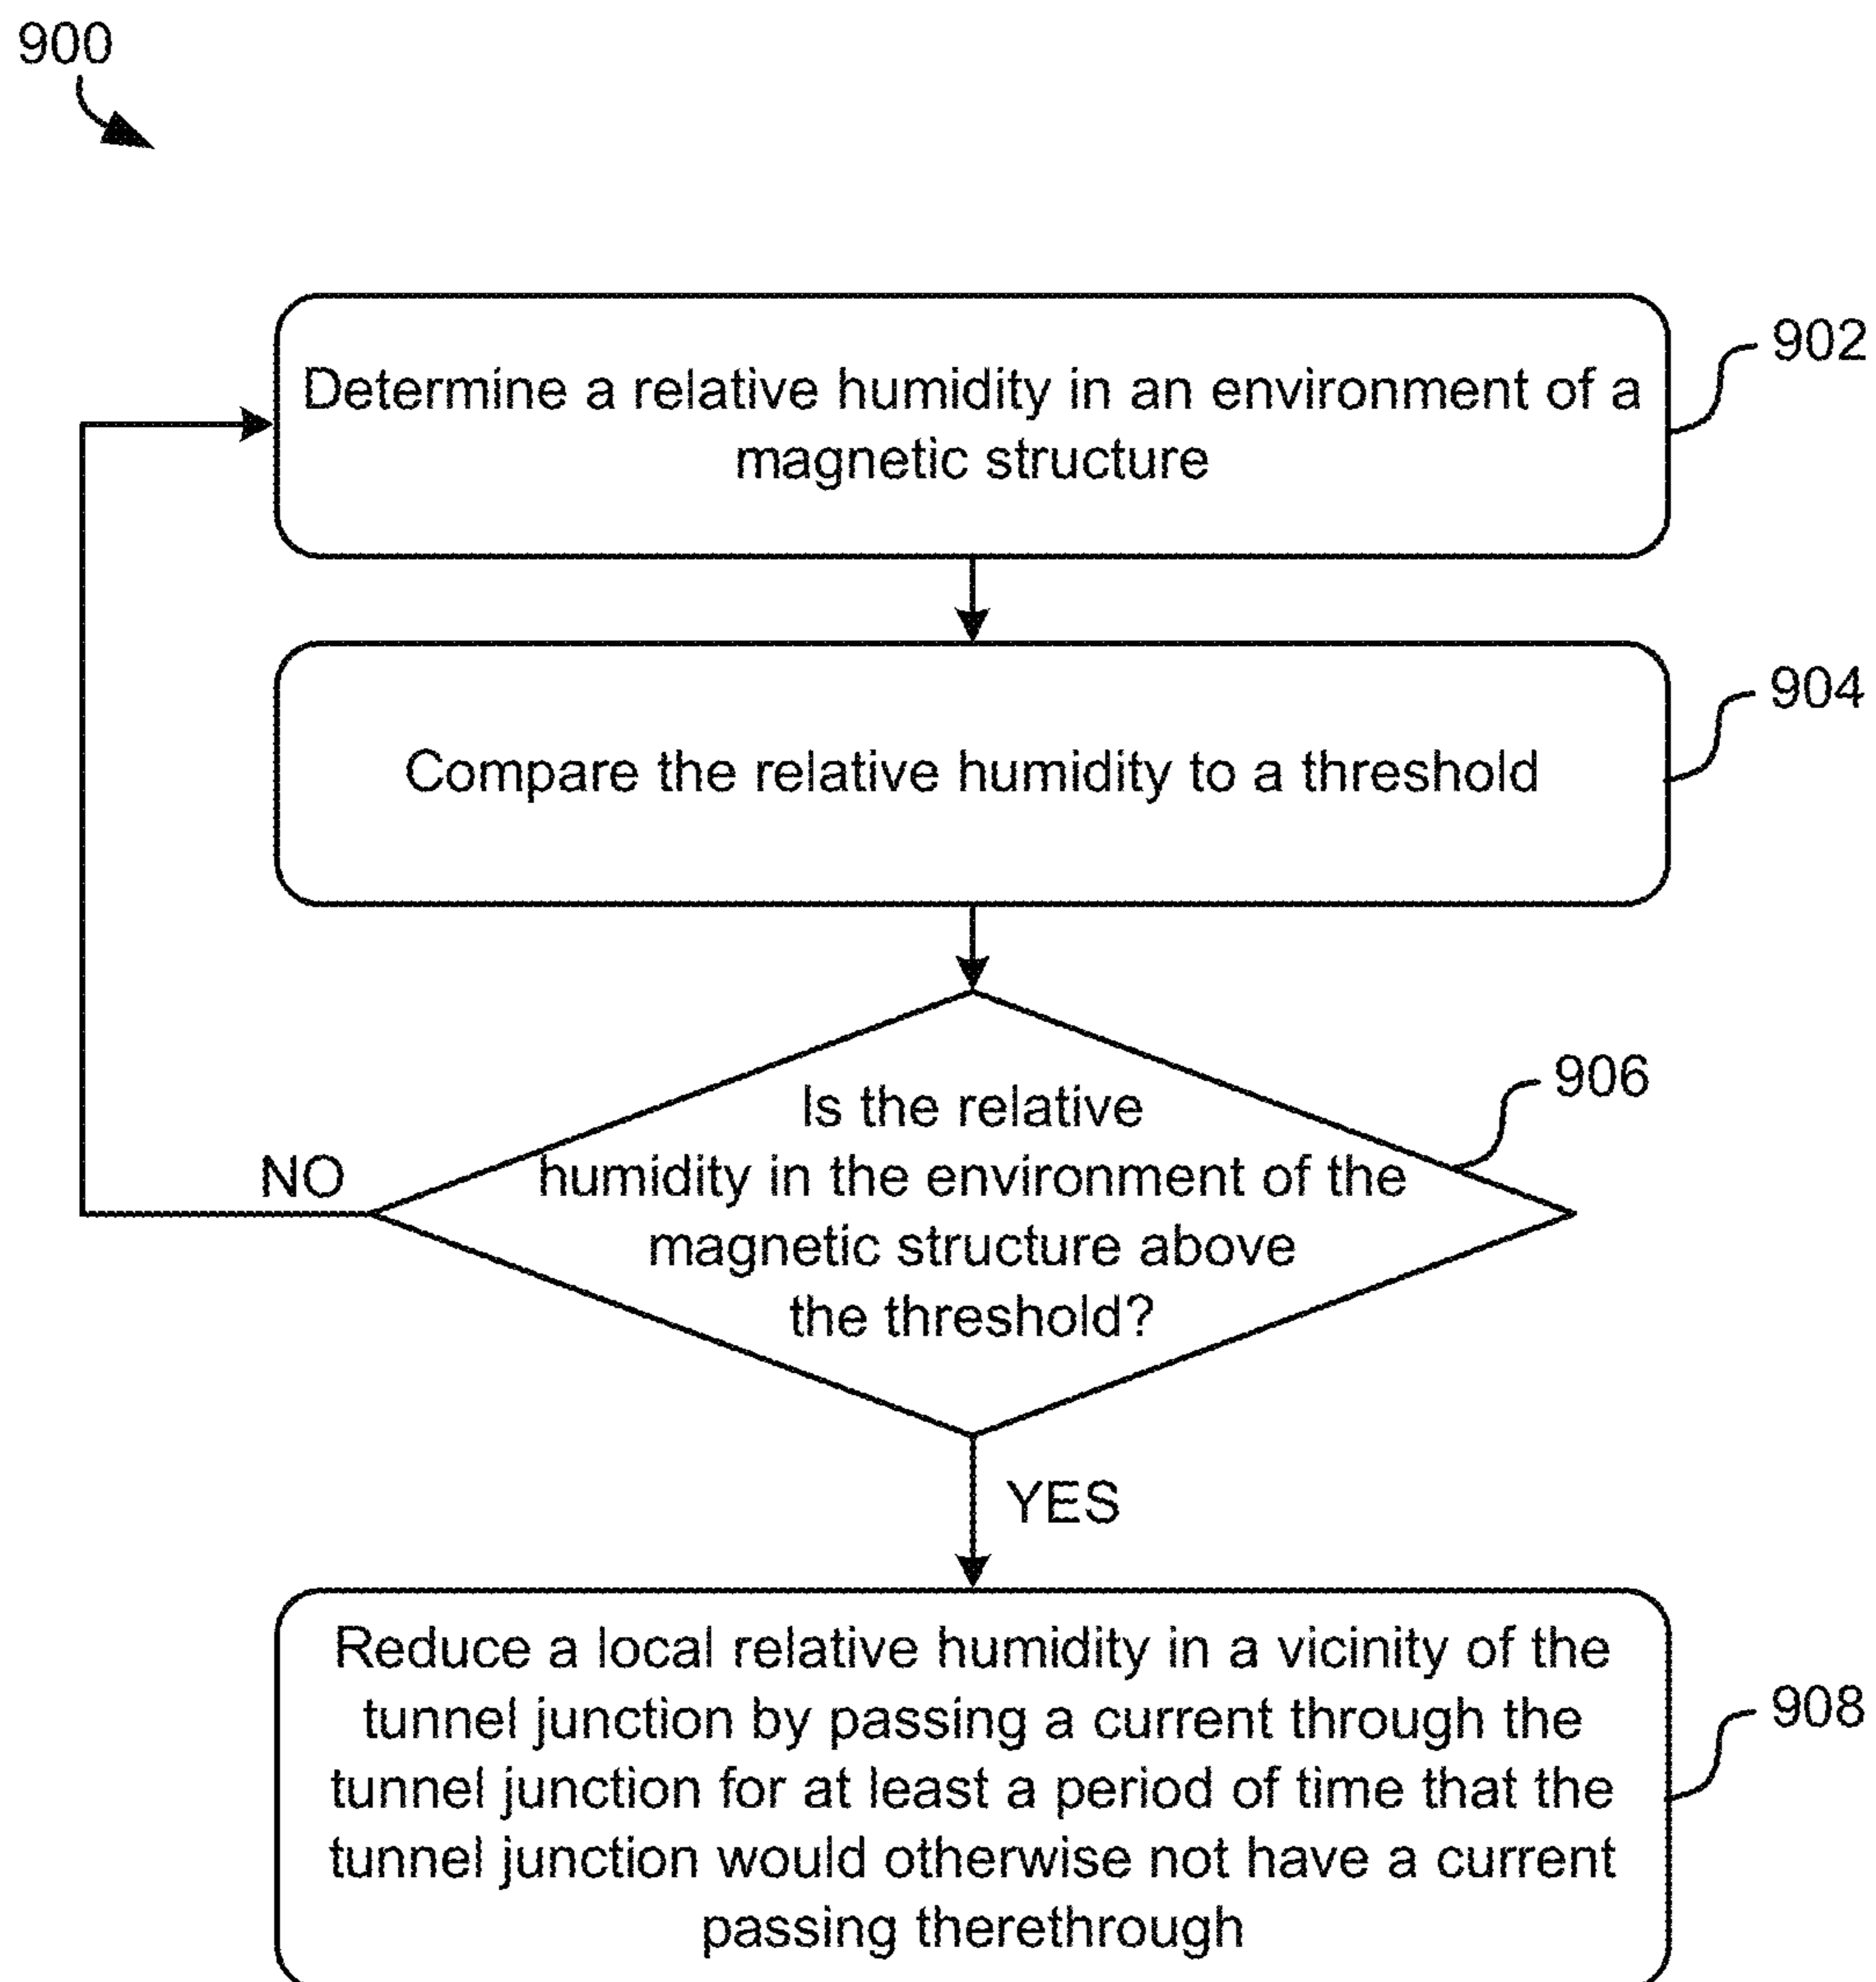 900
Determine a relative humidity in an environment of a
magnetic structure
902
Compare the relative humidity to a threshold
904
Is the relative
humidity in the environment of the
magnetic structure above
the threshold?
906
NO
YES
Reduce a local relative humidity in a vicinity of the
tunnel junction by passing a current through the
tunnel junction for at least a period of time that the
tunnel junction would otherwise not have a current
passing therethrough
908